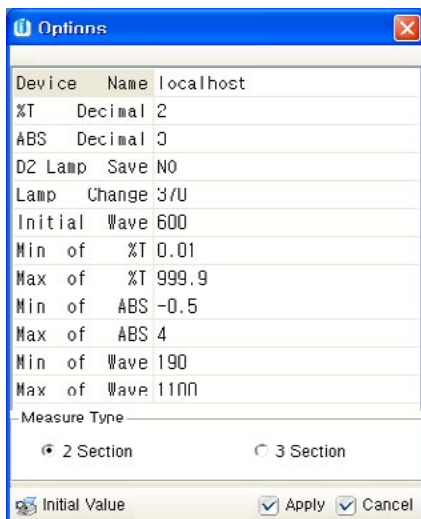 Options
Device Name localhost
%T Decimal 2
ABS Decimal 3
D2 Lamp Save NO
Lamp Change 370
Initial Wave 600
Min of %T 0.01
Max of %T 999.9
Min of ABS -0.5
Max of ABS 4
Min of Wave 190
Max of Wave 1100
Measure Type
2 Section 3 Section
Initial Value Apply Cancel